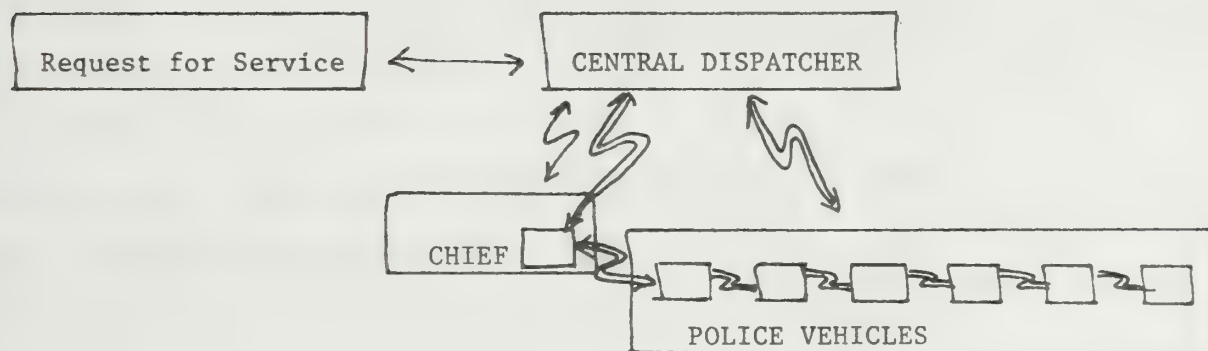 Request for Service
CENTRAL DISPATCHER
CHIEF
POLICE VEHICLES